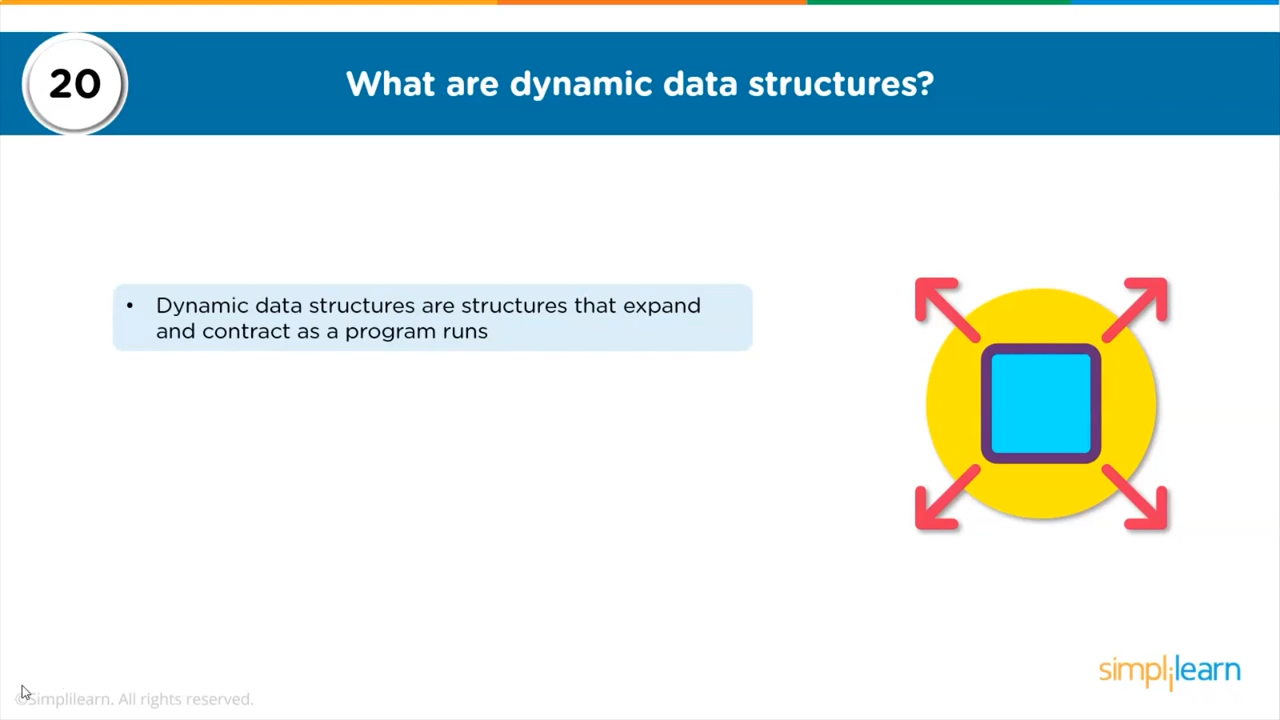 20
What are dynamic data structures?
• Dynamic data structures are structures that expand
and contract as a program runs
simplilearn
©Simplilearn. All rights reserved.